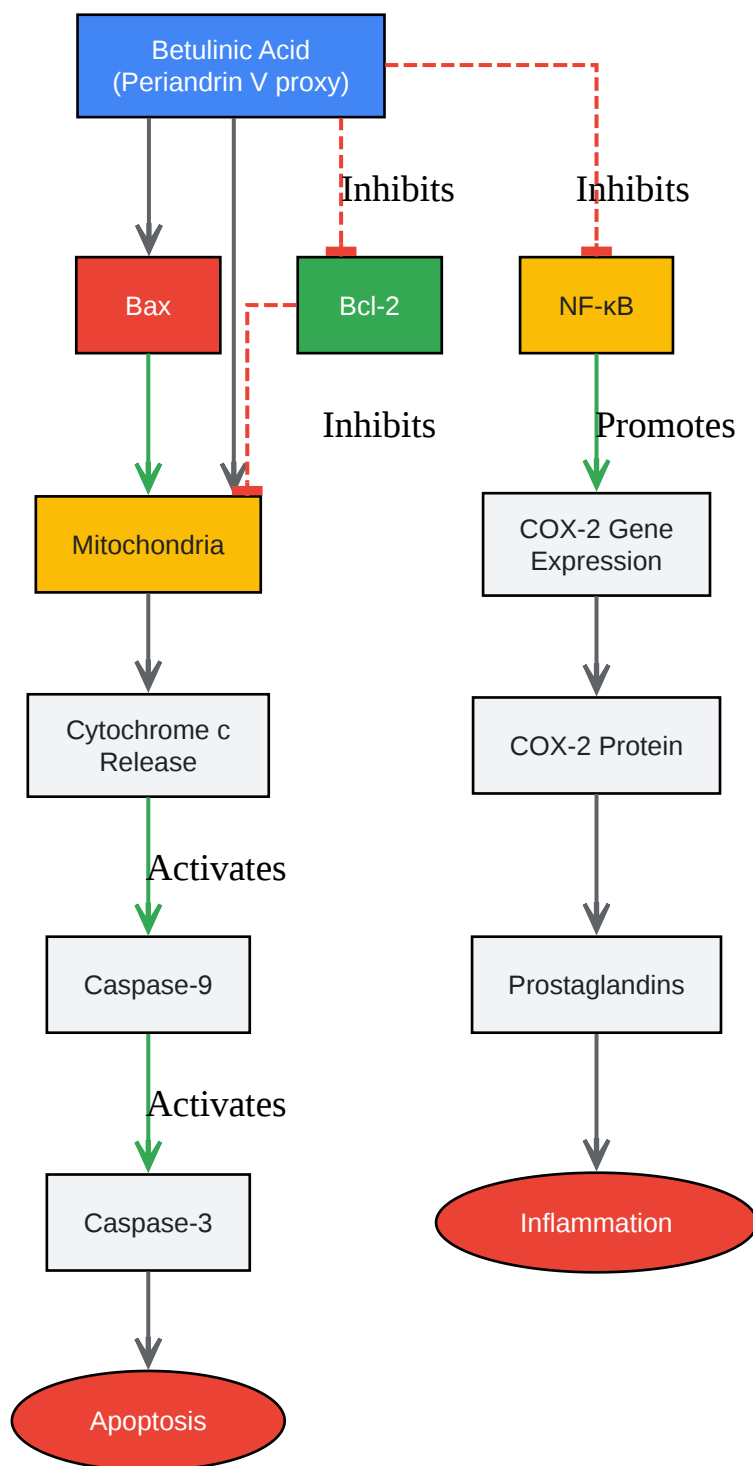 Betulinic Acid
(Periandrin V proxy)
Inhibits
Inhibits
Bax
Bcl-2
NF-κB
Inhibits
Promotes
Mitochondria
COX-2 Gene
Expression
Cytochrome c
Release
COX-2 Protein
Activates
Caspase-9
Prostaglandins
Activates
Caspase-3
Inflammation
Apoptosis